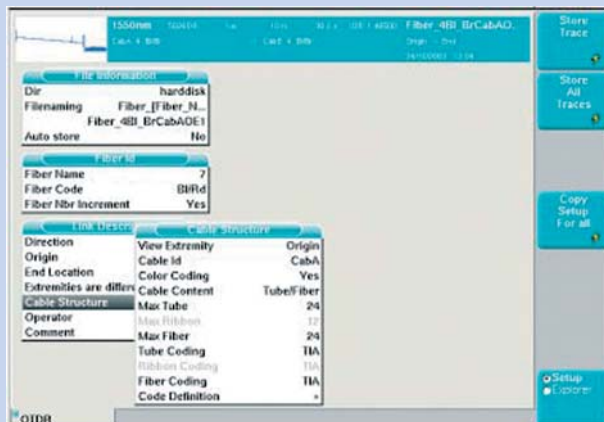 1550nm
Fiber_4BI_BrCabAO..
Store
Trace
File Information
Dir harddisk
Filenaming Fiber_[Fiber_N...
Fiber_4BI_BrCabAOE1
Auto store No
Store
All
Traces
Fiber Id
Fiber Name 7
Fiber Code Bl/Rd
Fiber Nbr Increment Yes
Copy
Setup
For all
Link Descr
Direction
Origin
End Location
Extremities are differe
Cable Structure
Operator
Comment
Cable Structure
View Extremity Origin
Cable Id CabA
Color Coding Yes
Cable Content Tube/Fiber
Max Tube 24
Max Ribbon 12
Max Fiber 24
Tube Coding TIA
Ribbon Coding TIA
Fiber Coding TIA
Code Definition »
Setup
Explorer
OTDR